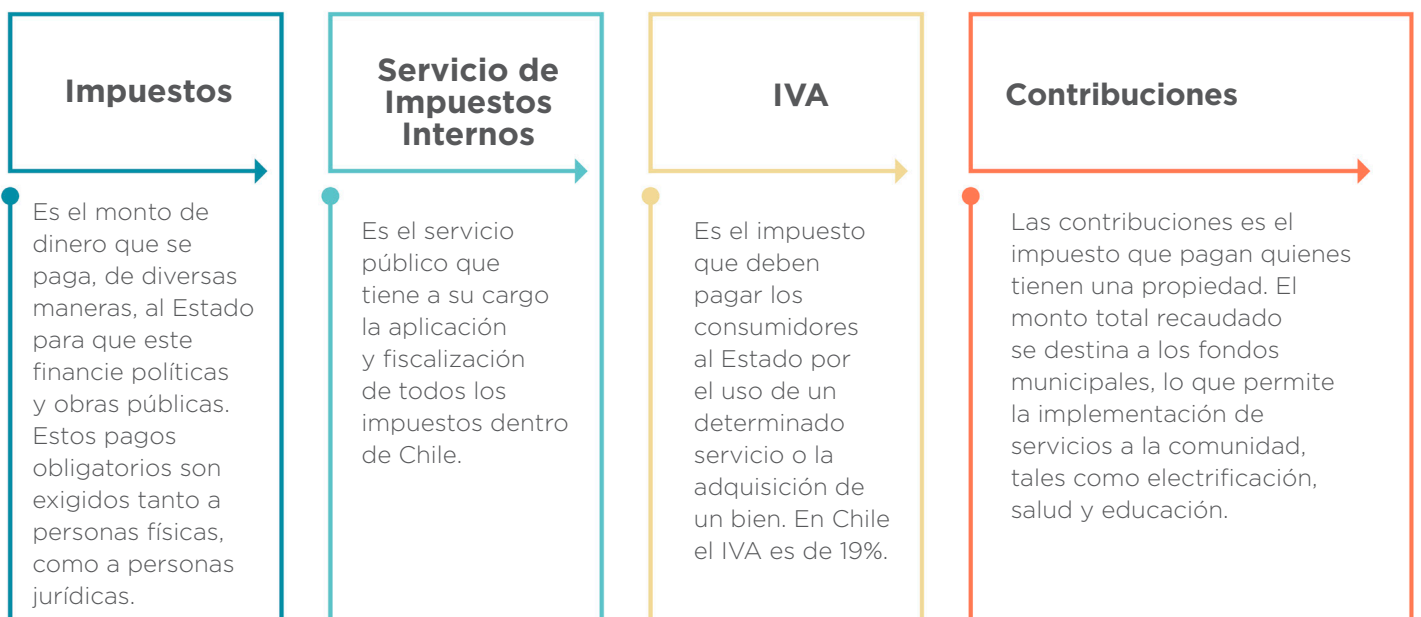 Impuestos
Es el monto de
dinero que se
paga, de diversas
maneras, al Estado
para que este
financie políticas
y obras públicas.
Estos pagos
obligatorios son
exigidos tanto a
personas físicas,
como a personas
jurídicas.
Servicio de
Impuestos
Internos
Es el servicio
público que
tiene a su cargo
la aplicación
y fiscalización
de todos los
impuestos dentro
de Chile.
IVA
Es el impuesto
que deben
pagar los
consumidores
al Estado por
el uso de un
determinado
servicio o la
adquisición de
un bien. En Chile
el IVA es de 19%.
Contribuciones
Las contribuciones es el
impuesto que pagan quienes
tienen una propiedad. El
monto total recaudado
se destina a los fondos
municipales, lo que permite
la implementación de
servicios a la comunidad,
tales como electrificación,
salud y educación.